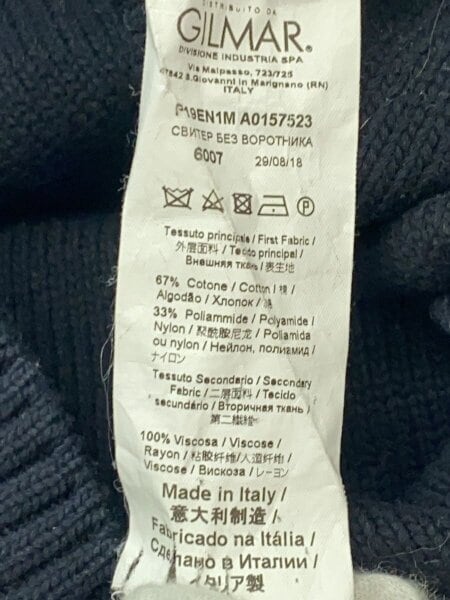 DISTRIBUITO DA
GILMAR®
DIVISIONE INDUSTRIA SPA
Via Malpasso, 723/725
47842 S.Giovanni in Marignano (RN)
ITALY
P19EN1M A0157523
СВИТЕР БЕЗ ВОРОТНИКА
6007 29/08/18
P
Tessuto principale / First Fabric /
外层面料 / Tecido principal /
Внешняя ткань / 表生地
67% Cotone / Cotton / 棉 /
Algodão / Хлопок / 綿
33% Poliammide / Polyamide /
Nylon / 聚酰胺尼龙 / Poliamida
ou nylon / Нейлон, полиамид /
ナイロン
Tessuto Secondario / Secondary
Fabric / 二层面料 / Tecido
secundário / Вторичная ткань /
第二繊維
100% Viscosa / Viscose /
Rayon / 粘胶纤维/人造纤维 /
Viscose / Вискоза / レーヨン
Made in Italy /
意大利制造 /
Fabricado na Itália /
Сделано в Италии /
イタリア製